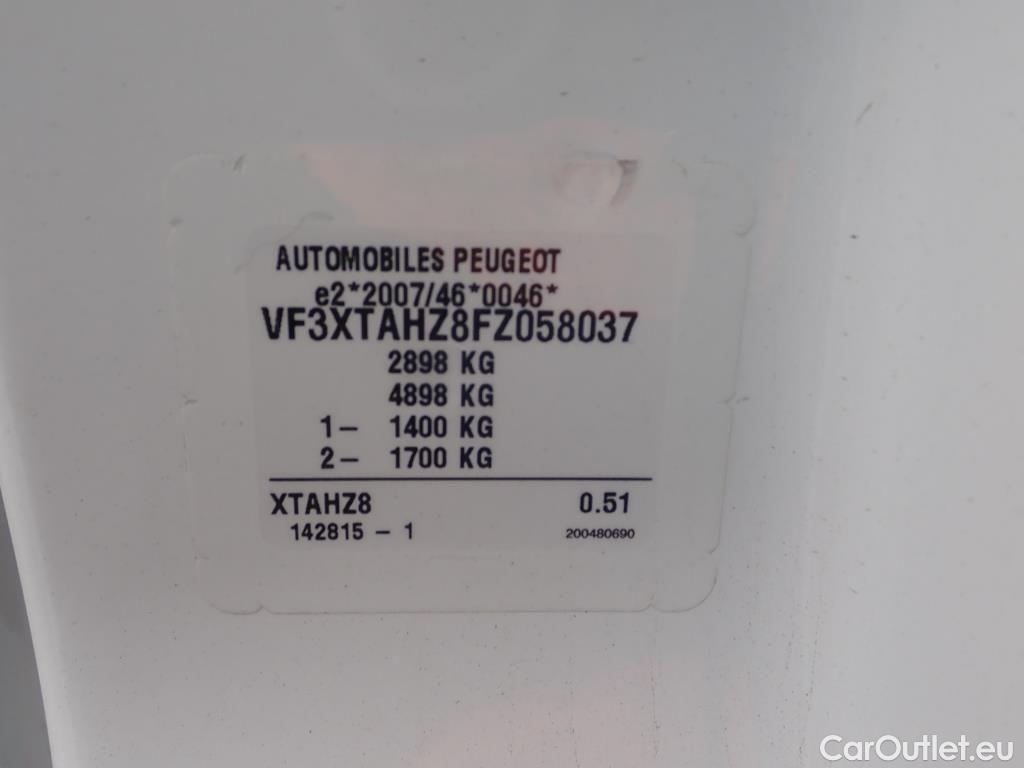 AUTOMOBILES PEUGEOT
e2*2007/46*0046*
VF3XTAHZ8FZ058037
2898 KG
4898 KG
1- 1400 KG
2- 1700 KG
XTAHZ8 0.51
142815 - 1 200480690
CarOutlet.eu